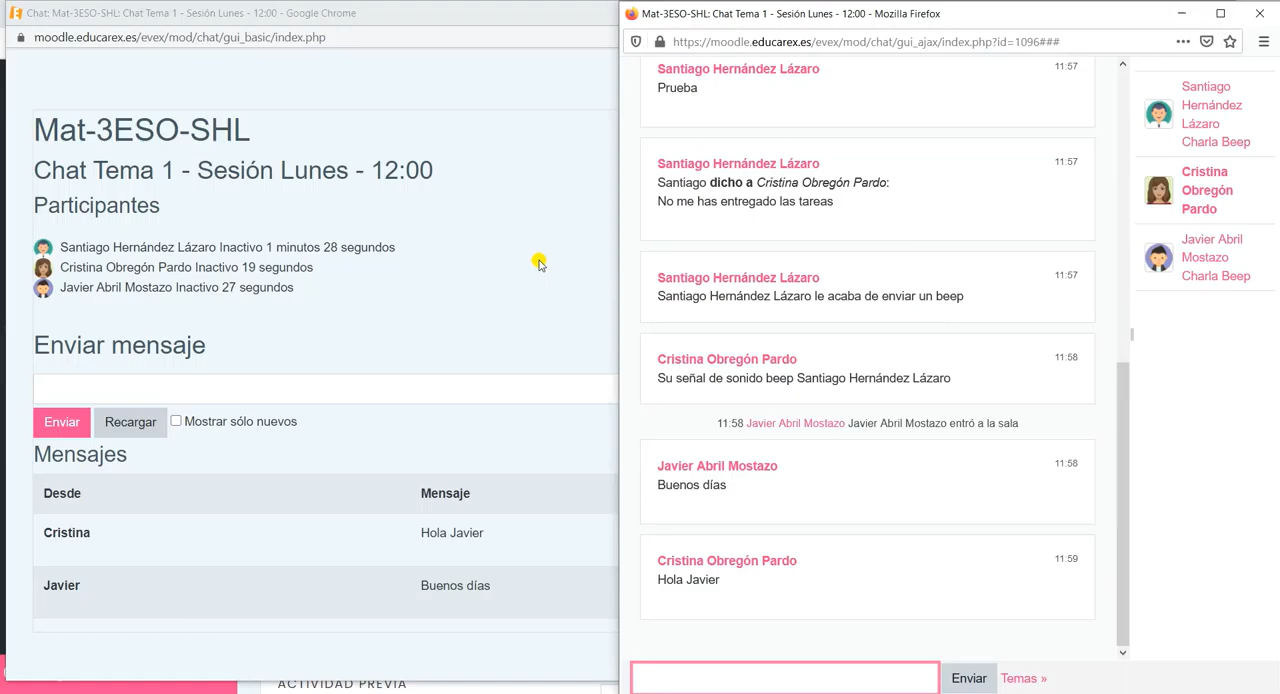 Chat: Mat-3ESO-SHL: Chat Tema 1 - Sesión Lunes - 12:00 - Google Chrome
moodle.educarex.es/evex/mod/chat/gui_basic/index.php
Mat-3ESO-SHL
Chat Tema 1 - Sesión Lunes - 12:00
Participantes
Santiago Hernández Lázaro Inactivo 1 minutos 28 segundos
Cristina Obregón Pardo Inactivo 19 segundos
Javier Abril Mostazo Inactivo 27 segundos
Enviar mensaje
Enviar Recargar Mostrar sólo nuevos
Mensajes
Desde Mensaje
Cristina Hola Javier
Javier Buenos días
ACTIVIDAD PREVIA
Mat-3ESO-SHL: Chat Tema 1 - Sesión Lunes - 12:00 - Mozilla Firefox
https://moodle.educarex.es/evex/mod/chat/gui_ajax/index.php?id=1096###
Santiago Hernández Lázaro 11:57
Prueba
Santiago Hernández Lázaro 11:57
Santiago dicho a Cristina Obregón Pardo:
No me has entregado las tareas
Santiago Hernández Lázaro 11:57
Santiago Hernández Lázaro le acaba de enviar un beep
Cristina Obregón Pardo 11:58
Su señal de sonido beep Santiago Hernández Lázaro
11:58 Javier Abril Mostazo Javier Abril Mostazo entró a la sala
Javier Abril Mostazo 11:58
Buenos días
Cristina Obregón Pardo 11:59
Hola Javier
Enviar Temas »
Santiago
Hernández
Lázaro
Charla Beep
Cristina
Obregón
Pardo
Javier Abril
Mostazo
Charla Beep